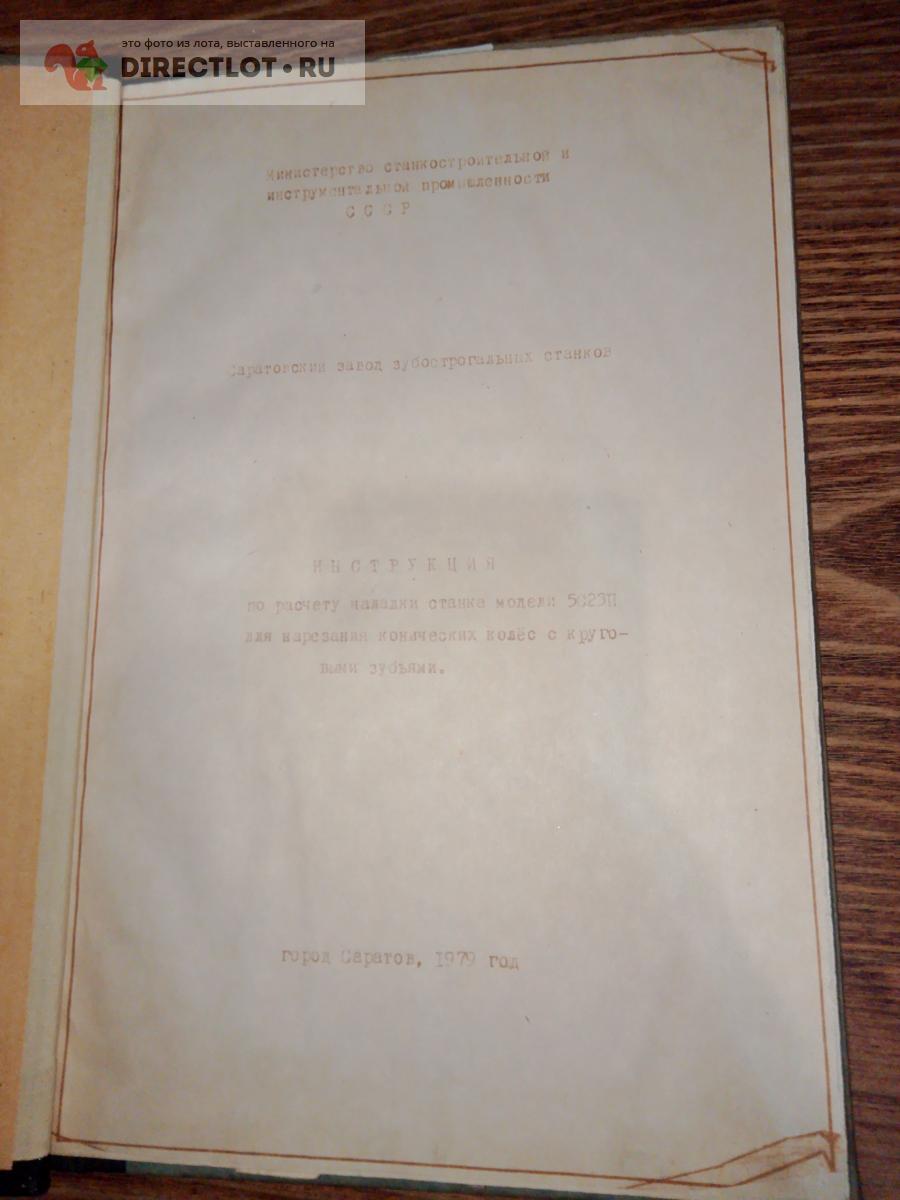 это фото из лота, выставленного на
DIRECTLOT.RU
Министерство станкостроительной и
инструментальной промышленности
СССР
Саратовский завод зубострогальных станков
ИНСТРУКЦИЯ
по расчету наладки станка модели 5С23П
для нарезания конических колёс с круго-
выми зубьями.
город Саратов, 1979 год